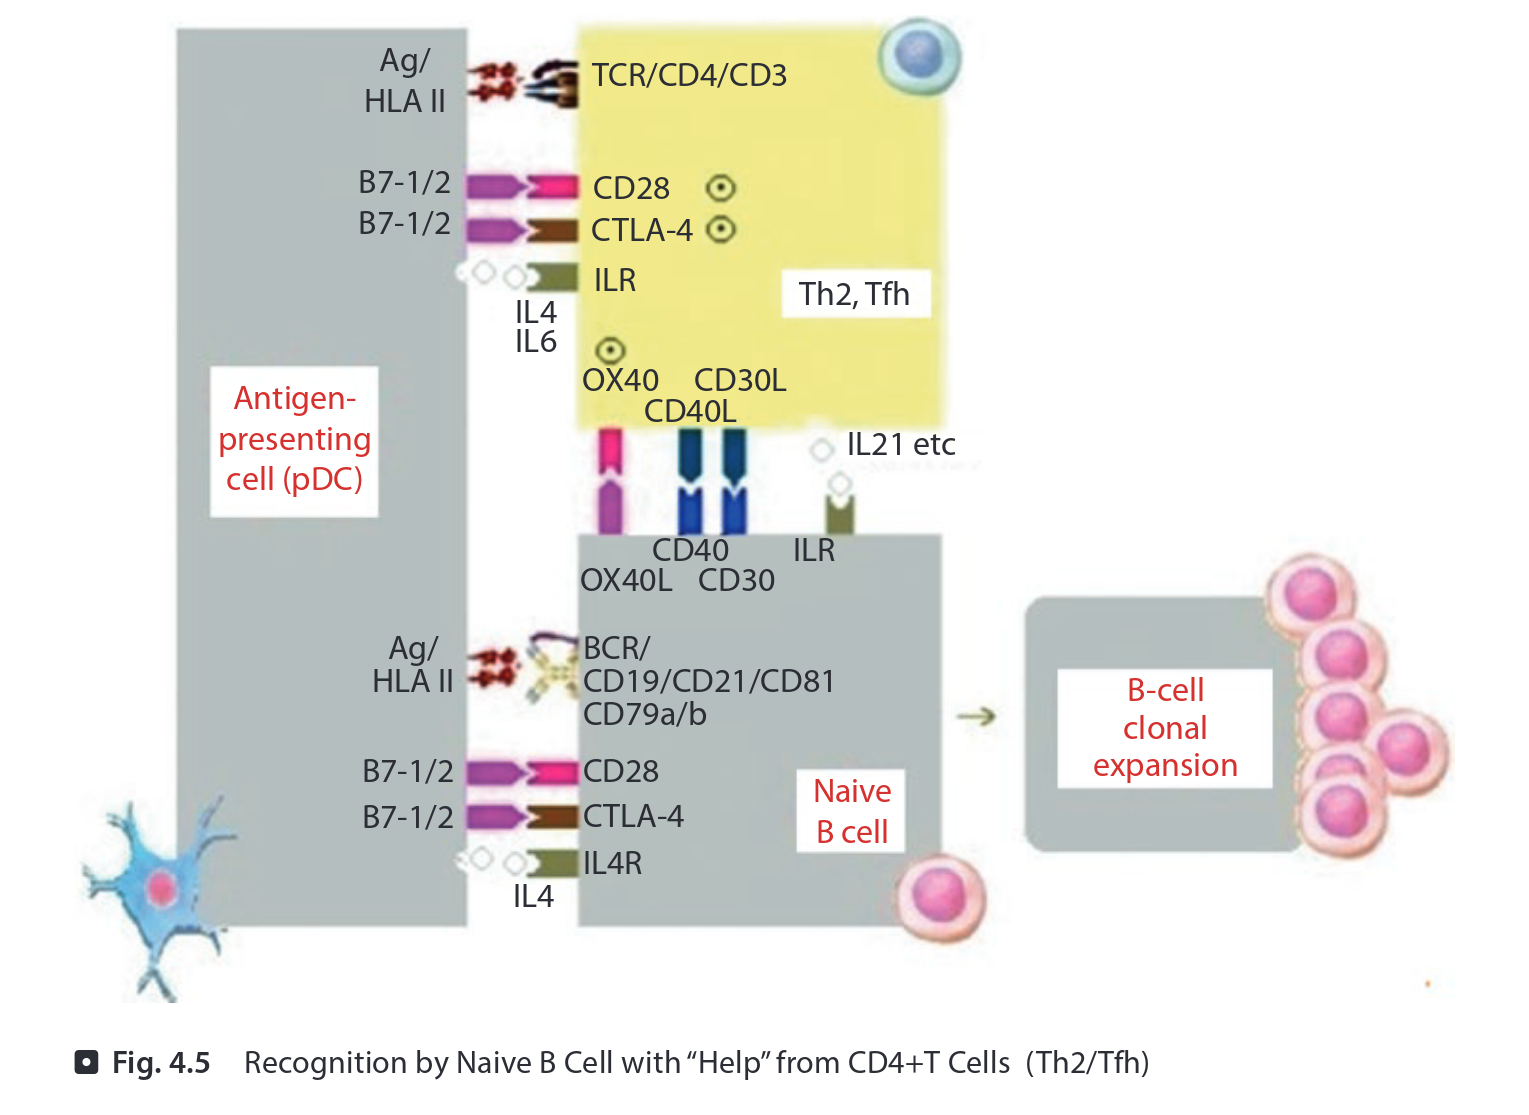 Ag/
HLA II
TCR/CD4/CD3
B7-1/2
CD28
B7-1/2
CTLA-4
ILR
IL4
IL6
Th2, Tfh
OX40 CD30L
CD40L
IL21 etc
Antigen-
presenting
cell (pDC)
CD40 ILR
OX40L CD30
Ag/
HLA II
BCR/
CD19/CD21/CD81
CD79a/b
B7-1/2
CD28
B7-1/2
CTLA-4
IL4R
IL4
Naive
B cell
B-cell
clonal
expansion
Fig. 4.5 Recognition by Naive B Cell with “Help” from CD4+T Cells (Th2/Tfh)